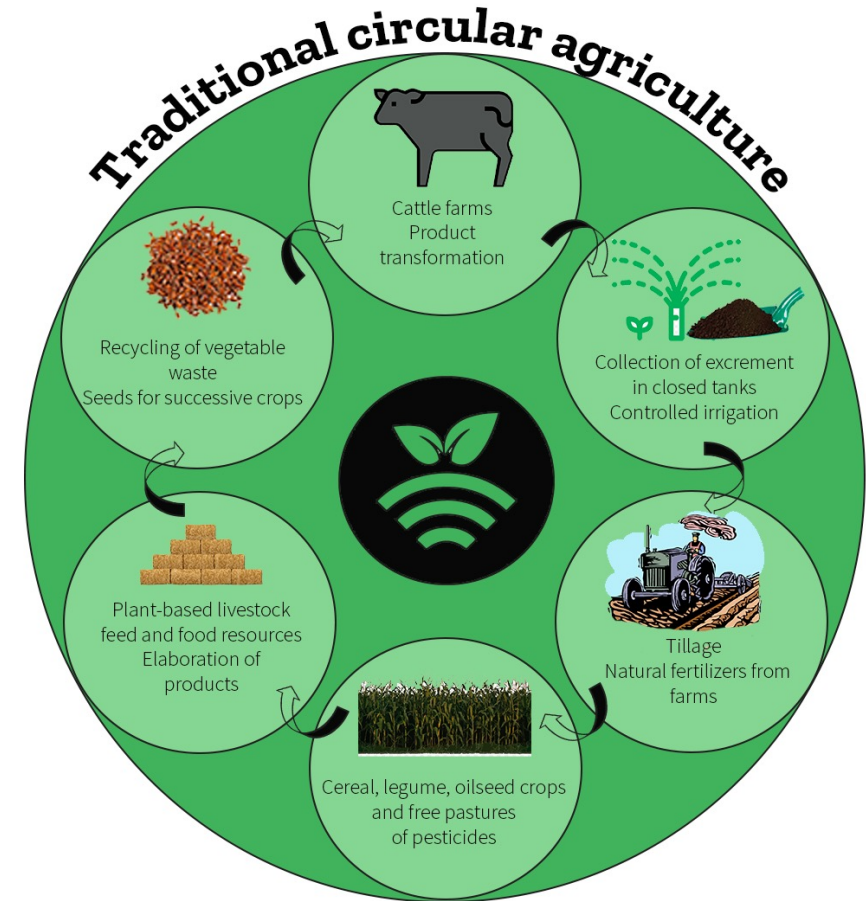 Traditional circular agriculture
Cattle farms
Product
transformation
Collection of excrement
in closed tanks
Controlled irrigation
Tillage
Natural fertilizers from
farms
Cereal, legume, oilseed crops
and free pastures
of pesticides
Plant-based livestock
feed and food resources
Elaboration of
products
Recycling of vegetable
waste
Seeds for successive crops